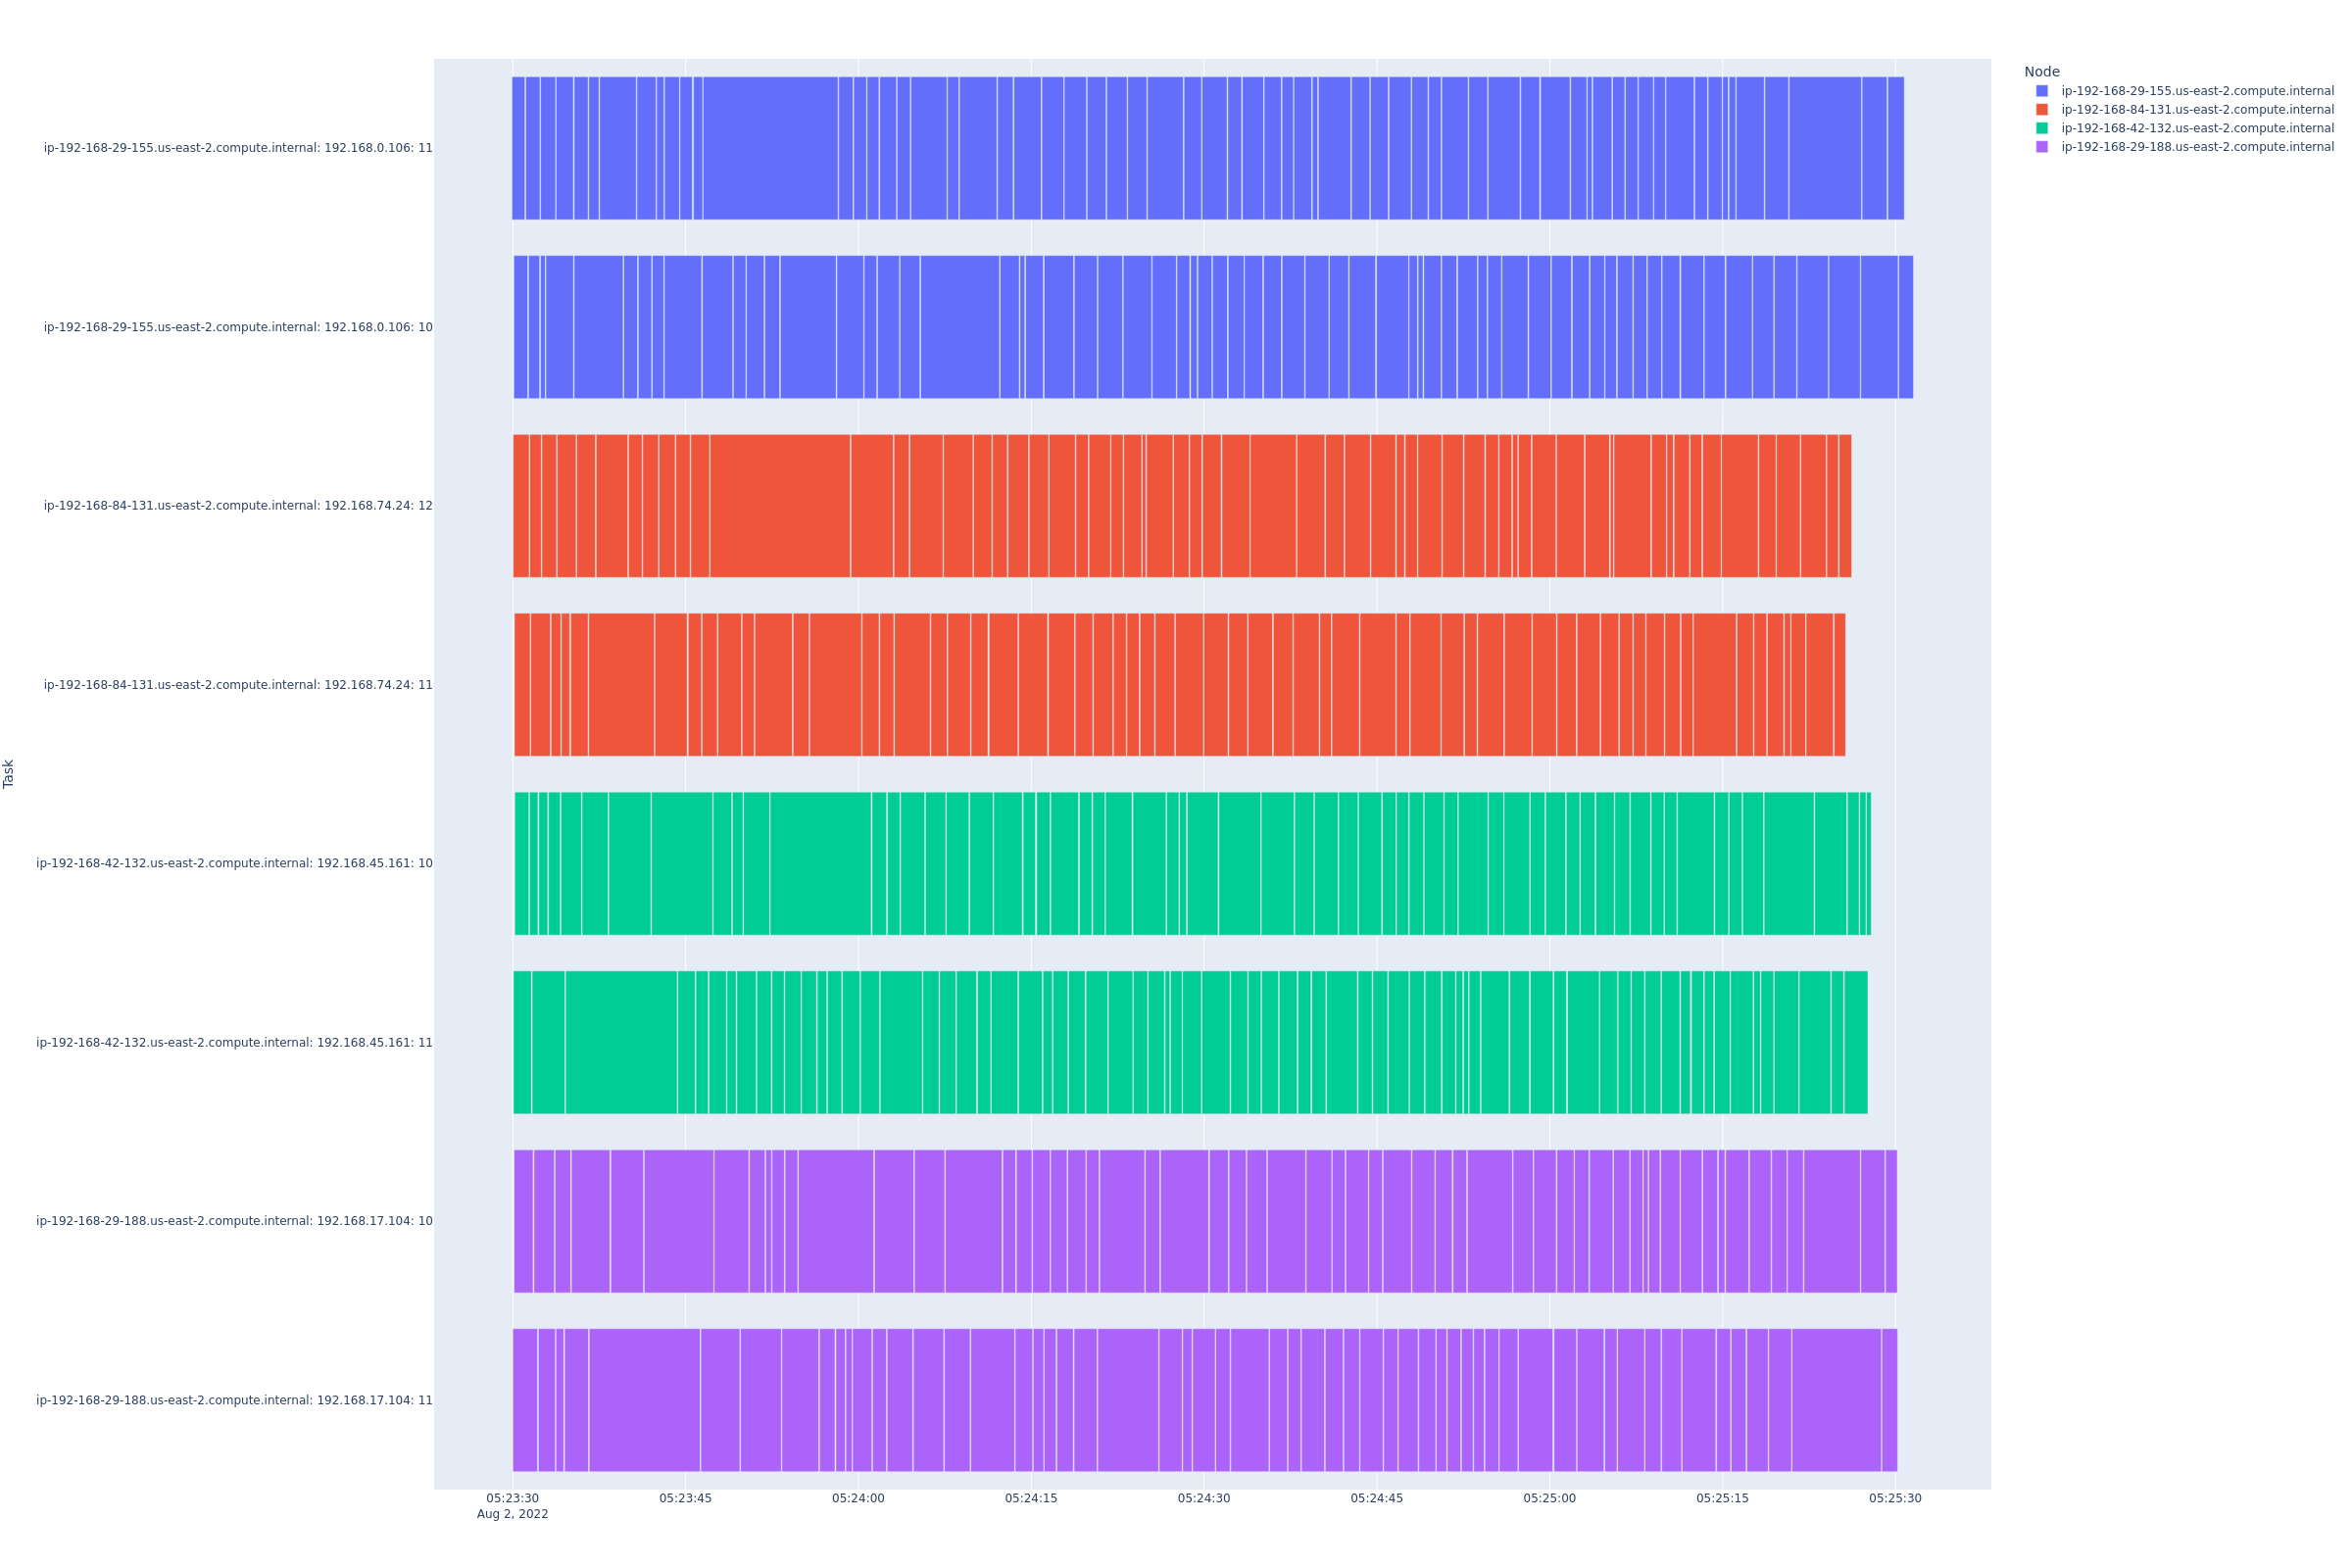 Node
ip-192-168-29-155.us-east-2.compute.internal
ip-192-168-84-131.us-east-2.compute.internal
ip-192-168-42-132.us-east-2.compute.internal
ip-192-168-29-188.us-east-2.compute.internal
ip-192-168-29-155.us-east-2.compute.internal: 192.168.0.106: 11
ip-192-168-29-155.us-east-2.compute.internal: 192.168.0.106: 10
ip-192-168-84-131.us-east-2.compute.internal: 192.168.74.24: 12
ip-192-168-84-131.us-east-2.compute.internal: 192.168.74.24: 11
Task
ip-192-168-42-132.us-east-2.compute.internal: 192.168.45.161: 10
ip-192-168-42-132.us-east-2.compute.internal: 192.168.45.161: 11
ip-192-168-29-188.us-east-2.compute.internal: 192.168.17.104: 10
ip-192-168-29-188.us-east-2.compute.internal: 192.168.17.104: 11
05:23:30 05:23:45 05:24:00 05:24:15 05:24:30 05:24:45 05:25:00 05:25:15 05:25:30
Aug 2, 2022